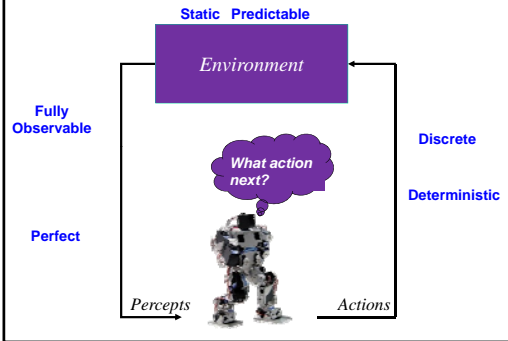 Static Predictable
Environment
Fully
Observable
Discrete
What action
next?
Deterministic
Perfect
Percepts
Actions